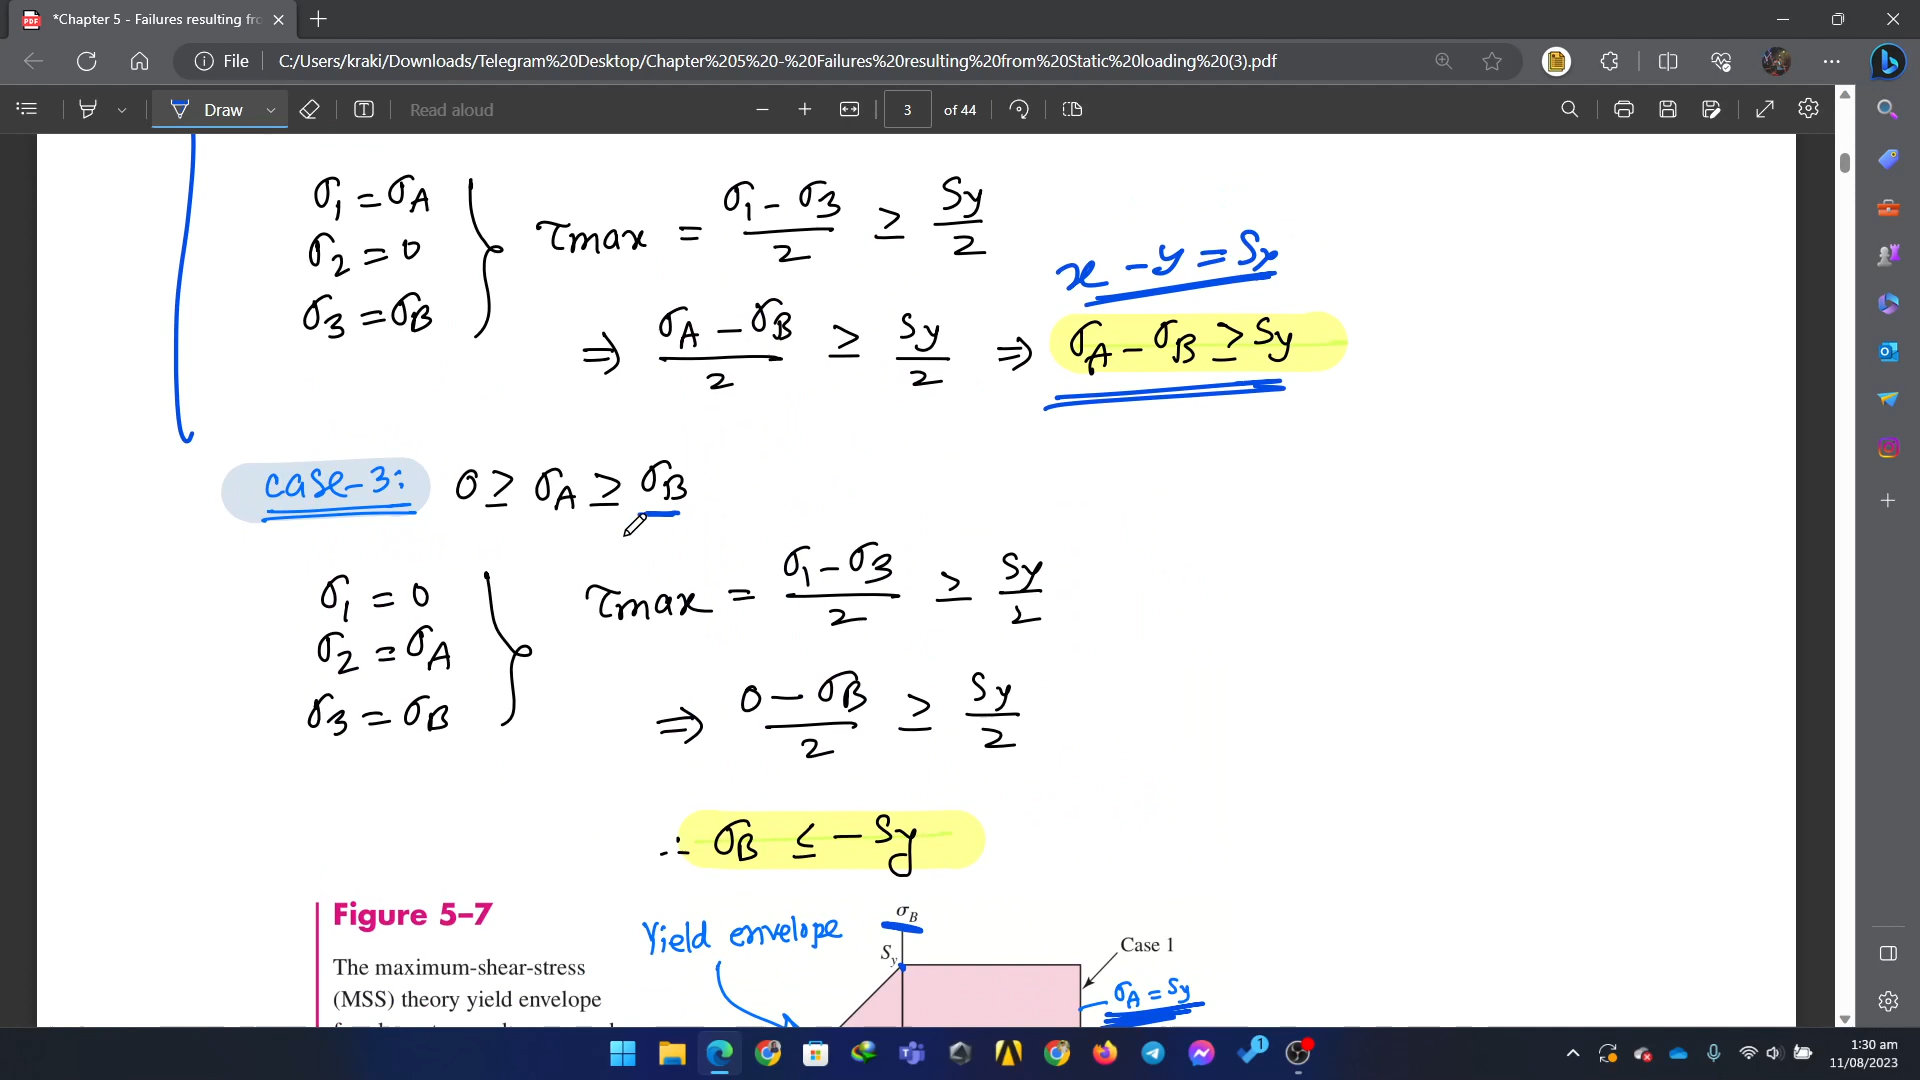 *Chapter 5 - Failures resulting fro
File
C:/Users/kraki/Downloads/Telegram%20Desktop/Chapter%205%20-%20Failures%20resulting%20from%20Static%20loading%20(3).pdf
Draw
Read aloud
3
of 44
σ1 = σA
σ2 = 0
σ3 = σB
τmax = (σ1 - σ3)/2 ≥ Sy/2
x - y = Sy
⇒ (σA - σB)/2 ≥ Sy/2 ⇒ σA - σB ≥ Sy
case-3: 0 ≥ σA ≥ σB
σ1 = 0
σ2 = σA
σ3 = σB
τmax = (σ1 - σ3)/2 ≥ Sy/2
⇒ (0 - σB)/2 ≥ Sy/2
∴ σB ≤ - Sy
Figure 5–7
The maximum-shear-stress
(MSS) theory yield envelope
Yield envelope
σB
Sy
Case 1
σA = Sy
1
1:30 am
11/08/2023